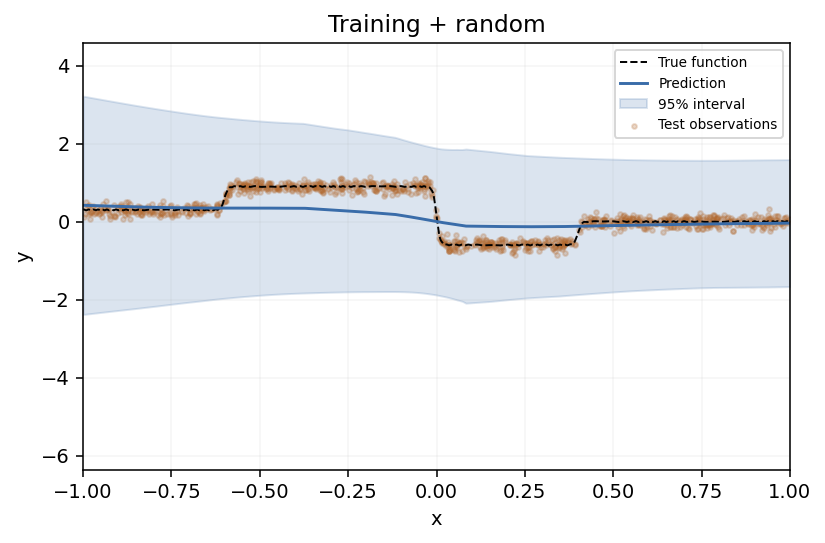 Training + random
4
2
0
−2
−4
−6
y
True function
Prediction
95% interval
Test observations
−1.00 −0.75 −0.50 −0.25 0.00 0.25 0.50 0.75 1.00
x